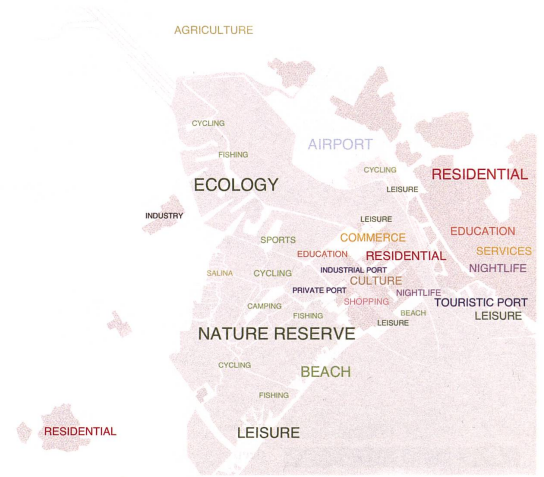 AGRICULTURE
CYCLING
AIRPORT
FISHING
CYCLING
RESIDENTIAL
ECOLOGY
LEISURE
INDUSTRY
LEISURE
EDUCATION
SPORTS
COMMERCE
SERVICES
EDUCATION
RESIDENTIAL
NIGHTLIFE
SALINA
CYCLING
INDUSTRIAL PORT
CULTURE
PRIVATE PORT
NIGHTLIFE
SHOPPING
TOURISTIC PORT
CAMPING
BEACH
FISHING
LEISURE
LEISURE
NATURE RESERVE
CYCLING
BEACH
FISHING
RESIDENTIAL
LEISURE